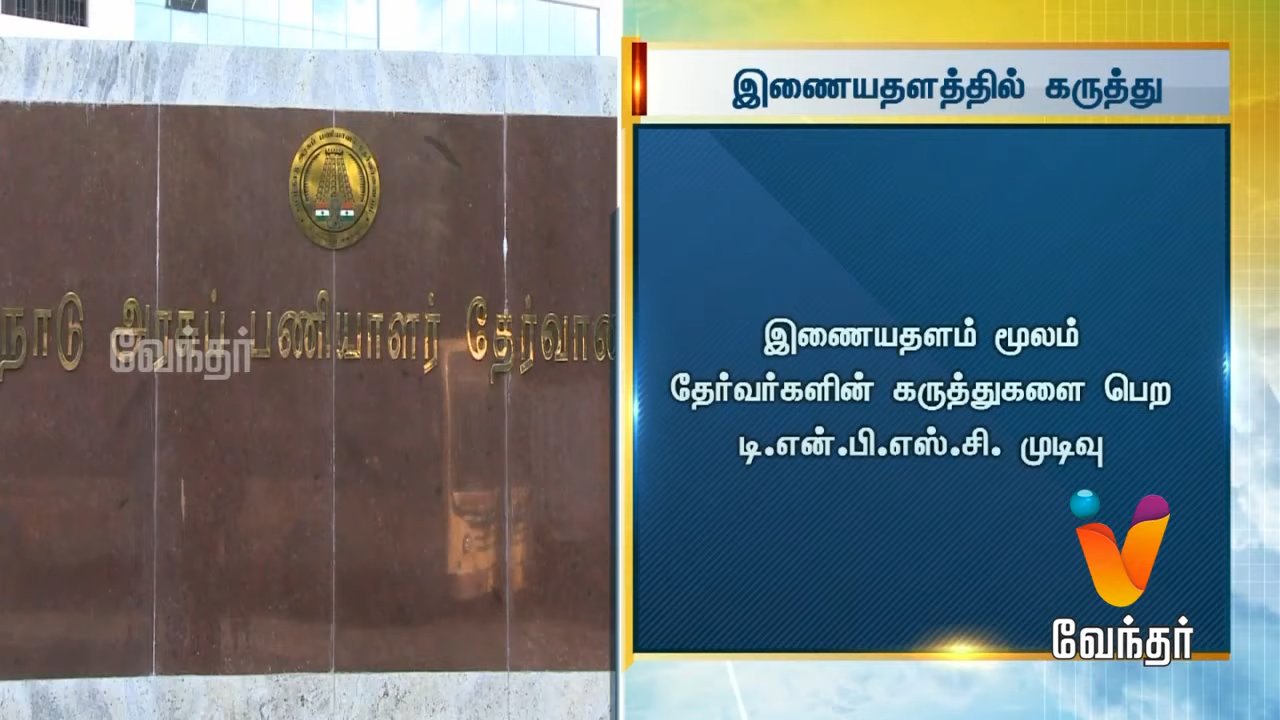 இணையதளத்தில் கருத்து
நாடு அரசுப் பணியாளர் தேர்வா
வேந்தர்
இணையதளம் மூலம்
தேர்வர்களின் கருத்துகளை பெற
டி.என்.பி.எஸ்.சி. முடிவு
வேந்தர்